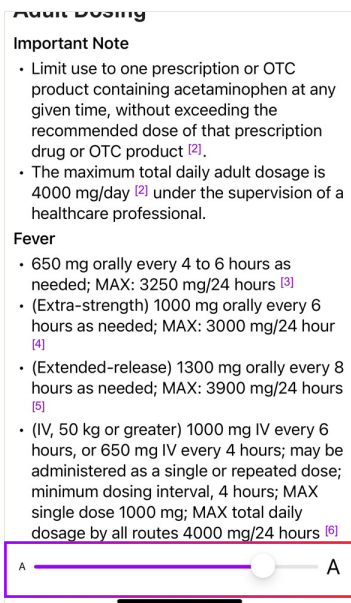 Adult Dosing
Important Note
• Limit use to one prescription or OTC
product containing acetaminophen at any
given time, without exceeding the
recommended dose of that prescription
drug or OTC product [2].
• The maximum total daily adult dosage is
4000 mg/day [2] under the supervision of a
healthcare professional.
Fever
• 650 mg orally every 4 to 6 hours as
needed; MAX: 3250 mg/24 hours [3]
• (Extra-strength) 1000 mg orally every 6
hours as needed; MAX: 3000 mg/24 hour
[4]
• (Extended-release) 1300 mg orally every 8
hours as needed; MAX: 3900 mg/24 hours
[5]
• (IV, 50 kg or greater) 1000 mg IV every 6
hours, or 650 mg IV every 4 hours; may be
administered as a single or repeated dose;
minimum dosing interval, 4 hours; MAX
single dose 1000 mg; MAX total daily
dosage by all routes 4000 mg/24 hours [6]
A A